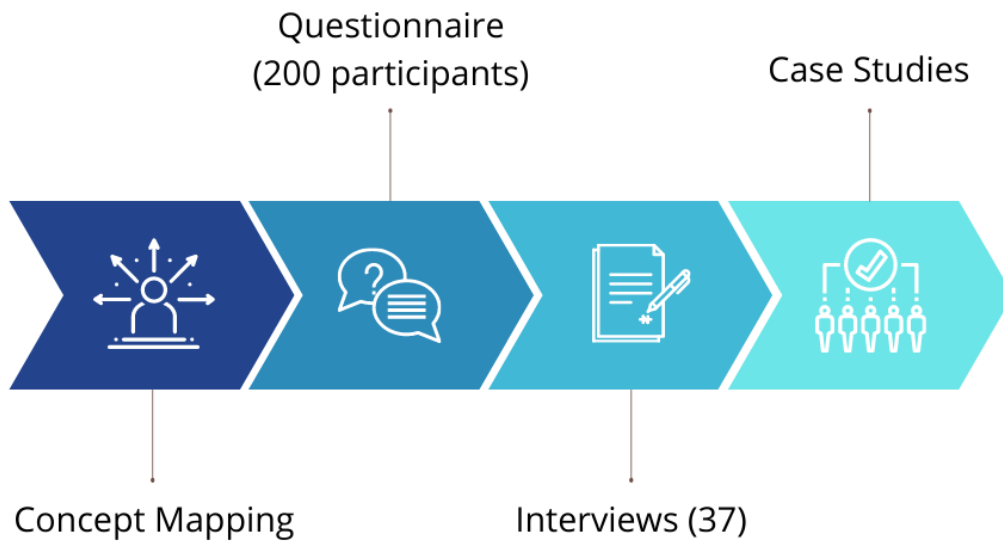 Questionnaire
(200 participants)
Case Studies
Concept Mapping
Interviews (37)